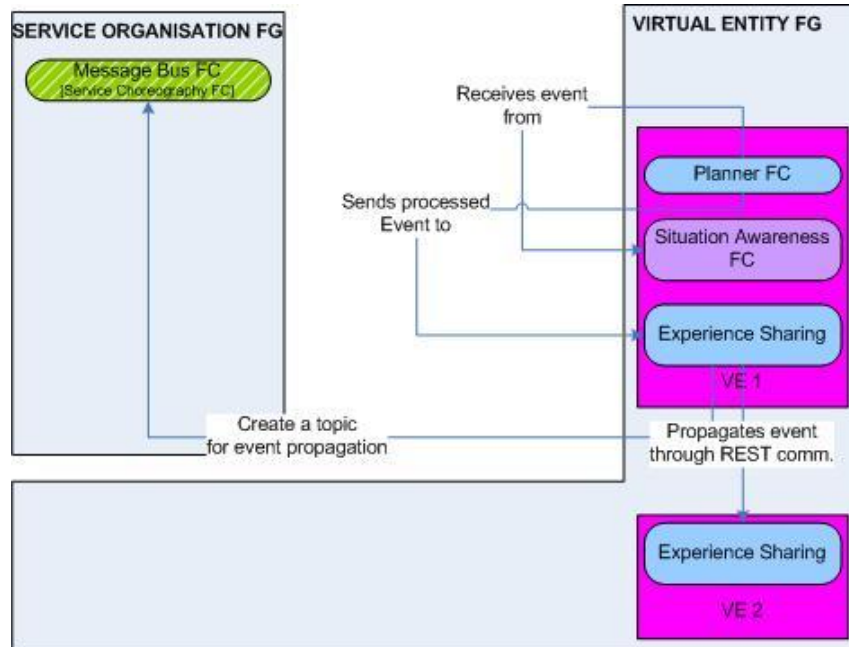 SERVICE ORGANISATION FG
Message Bus FC
[Service Choreography FC]
VIRTUAL ENTITY FG
Receives event
from
Planner FC
Sends processed
Event to
Situation Awareness
FC
Experience Sharing
VE 1
Create a topic
for event propagation
Propagates event
through REST comm.
Experience Sharing
VE 2